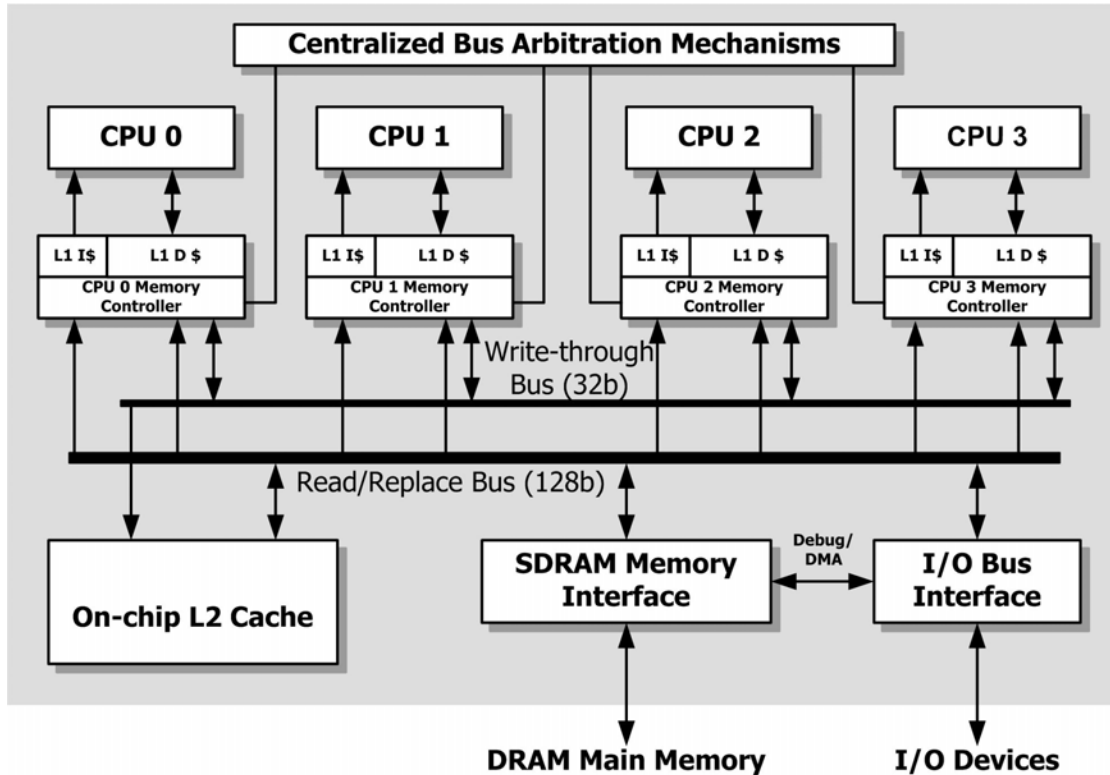 Centralized Bus Arbitration Mechanisms
CPU 0
CPU 1
CPU 2
CPU 3
L1 I$
L1 D $
L1 I$
L1 D $
L1 I$
L1 D $
L1 I$
L1 D $
CPU 0 Memory
Controller
CPU 1 Memory
Controller
CPU 2 Memory
Controller
CPU 3 Memory
Controller
Write-through
Bus (32b)
Read/Replace Bus (128b)
On-chip L2 Cache
SDRAM Memory
Interface
Debug/
DMA
I/O Bus
Interface
DRAM Main Memory
I/O Devices